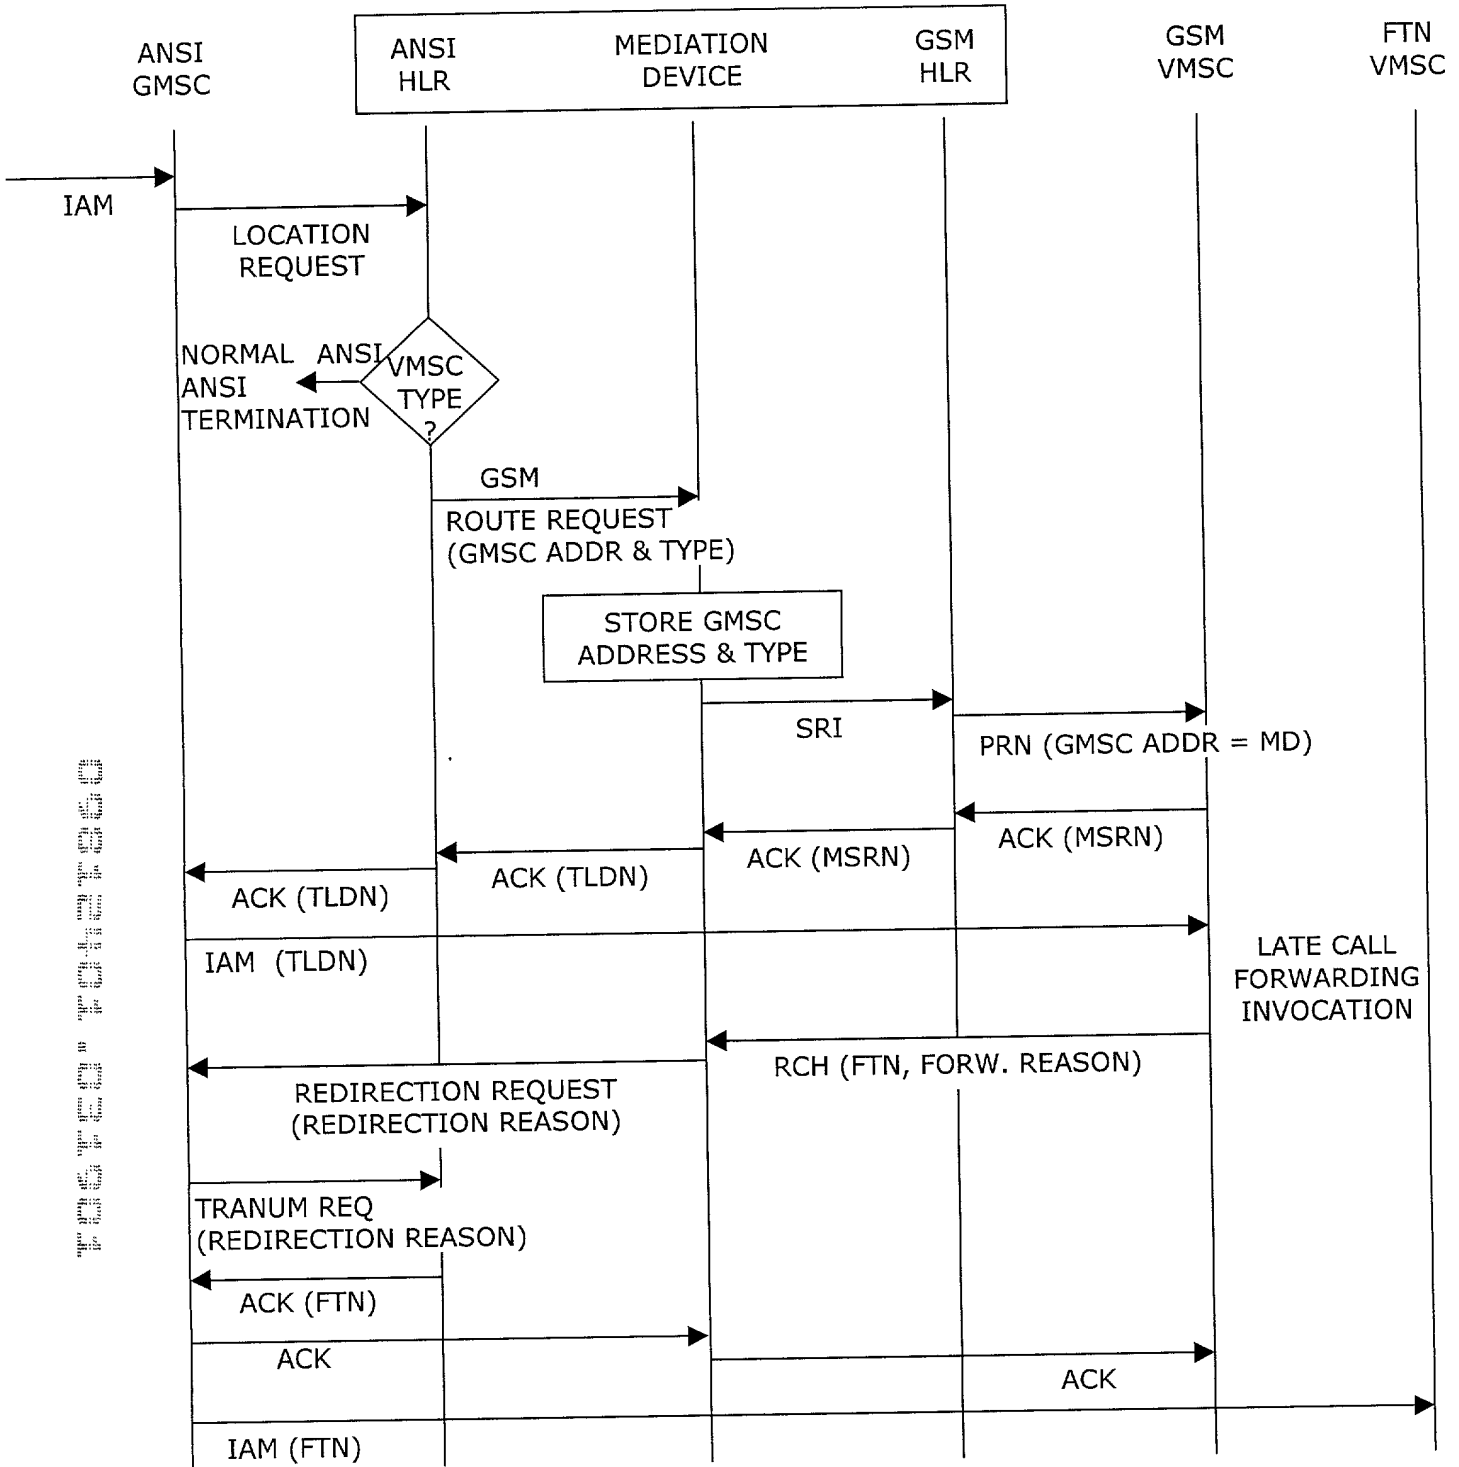 ANSI
GMSC
ANSI
HLR
MEDIATION
DEVICE
GSM
HLR
GSM
VMSC
FTN
VMSC
IAM
LOCATION
REQUEST
NORMAL ANSI
ANSI
TERMINATION
VMSC
TYPE
?
GSM
ROUTE REQUEST
(GMSC ADDR & TYPE)
STORE GMSC
ADDRESS & TYPE
SRI
PRN (GMSC ADDR = MD)
ACK (MSRN)
ACK (MSRN)
ACK (TLDN)
ACK (TLDN)
IAM (TLDN)
LATE CALL
FORWARDING
INVOCATION
RCH (FTN, FORW. REASON)
REDIRECTION REQUEST
(REDIRECTION REASON)
TRANUM REQ
(REDIRECTION REASON)
ACK (FTN)
ACK
ACK
IAM (FTN)